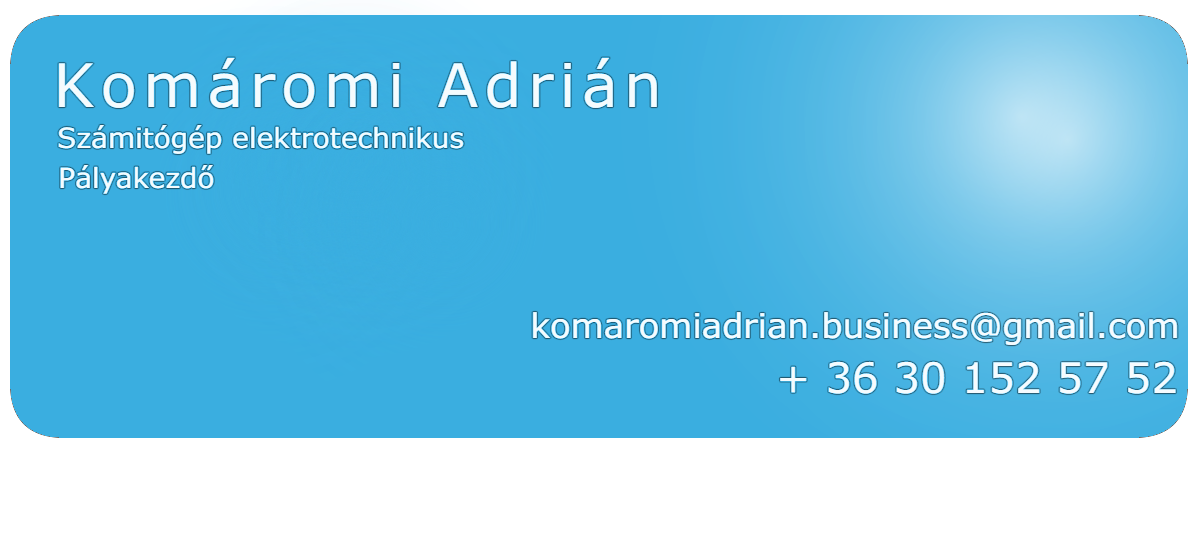 Komáromi Adrián
Számitógép elektrotechnikus
Pályakezdő
komaromiadrian.business@gmail.com
+ 36 30 152 57 52